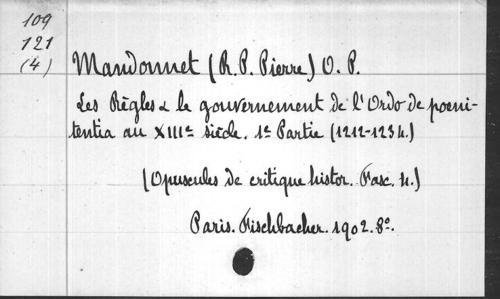 109
121
(4)
Mandonnet (R. P. Pierre) O. P.
Les Règles & le gouvernement de l'Ordo de poeni-
tentia au XIIIe siècle. 1e Partie (1212-1234.)
(Opuscules de critique histor. Fasc. 4.)
Paris. Fischbacher. 1902. 8o.